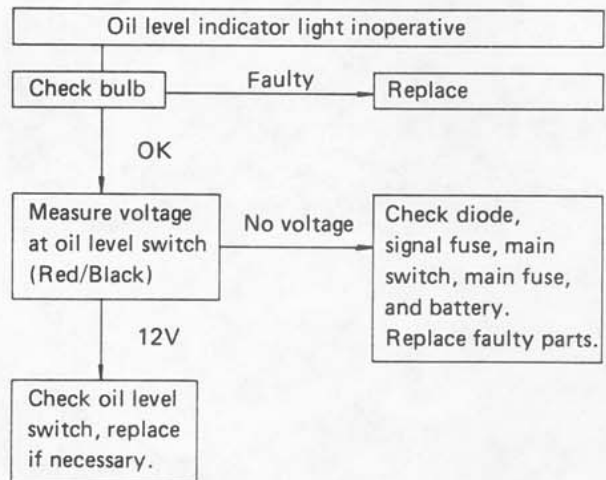 Oil level indicator light inoperative
Check bulb
Faulty
Replace
OK
Measure voltage
at oil level switch
(Red/Black)
No voltage
Check diode,
signal fuse, main
switch, main fuse,
and battery.
Replace faulty parts.
12V
Check oil level
switch, replace
if necessary.